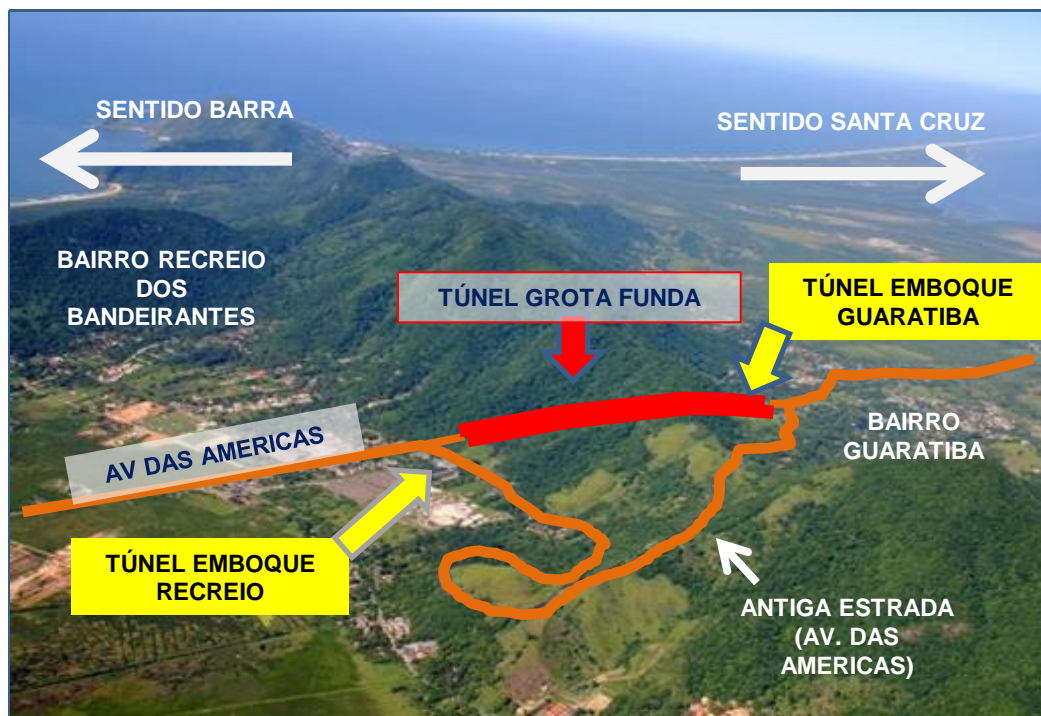 SENTIDO BARRA
SENTIDO SANTA CRUZ
BAIRRO RECREIO
DOS
BANDEIRANTES
TÚNEL GROTA FUNDA
TÚNEL EMBOQUE
GUARATIBA
AV DAS AMERICAS
BAIRRO
GUARATIBA
TÚNEL EMBOQUE
RECREIO
ANTIGA ESTRADA
(AV. DAS
AMERICAS)